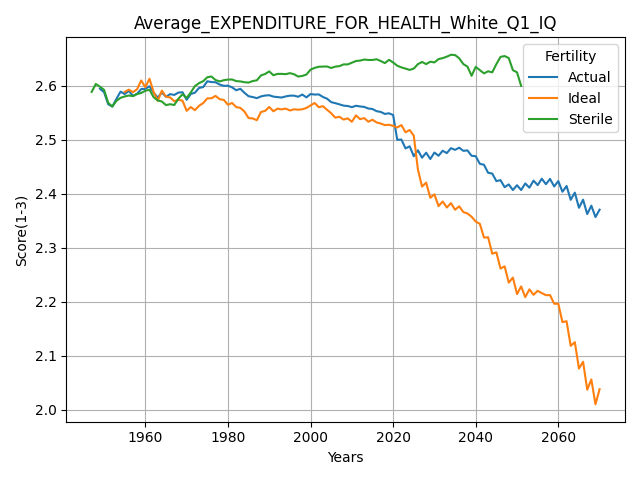 Average_EXPENDITURE_FOR_HEALTH_White_Q1_IQ
Fertility
Actual
Ideal
Sterile
Score(1-3)
2.6
2.5
2.4
2.3
2.2
2.1
2.0
1960
1980
2000
2020
2040
2060
Years